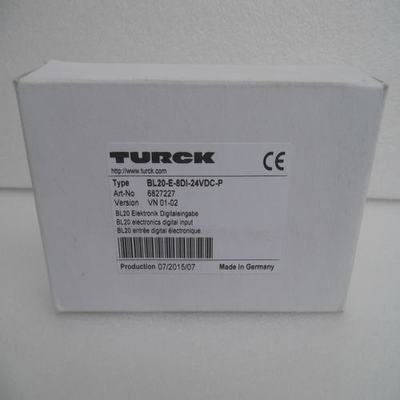 TURCK
CE
http://www.turck.com
Type BL20-E-8DI-24VDC-P
Art-No 6827227
Version VN 01-02
BL20 Elektronik Digitaleingabe
BL20 electronics digital input
BL20 entrée digital électronique
Production 07/2015/07 Made in Germany